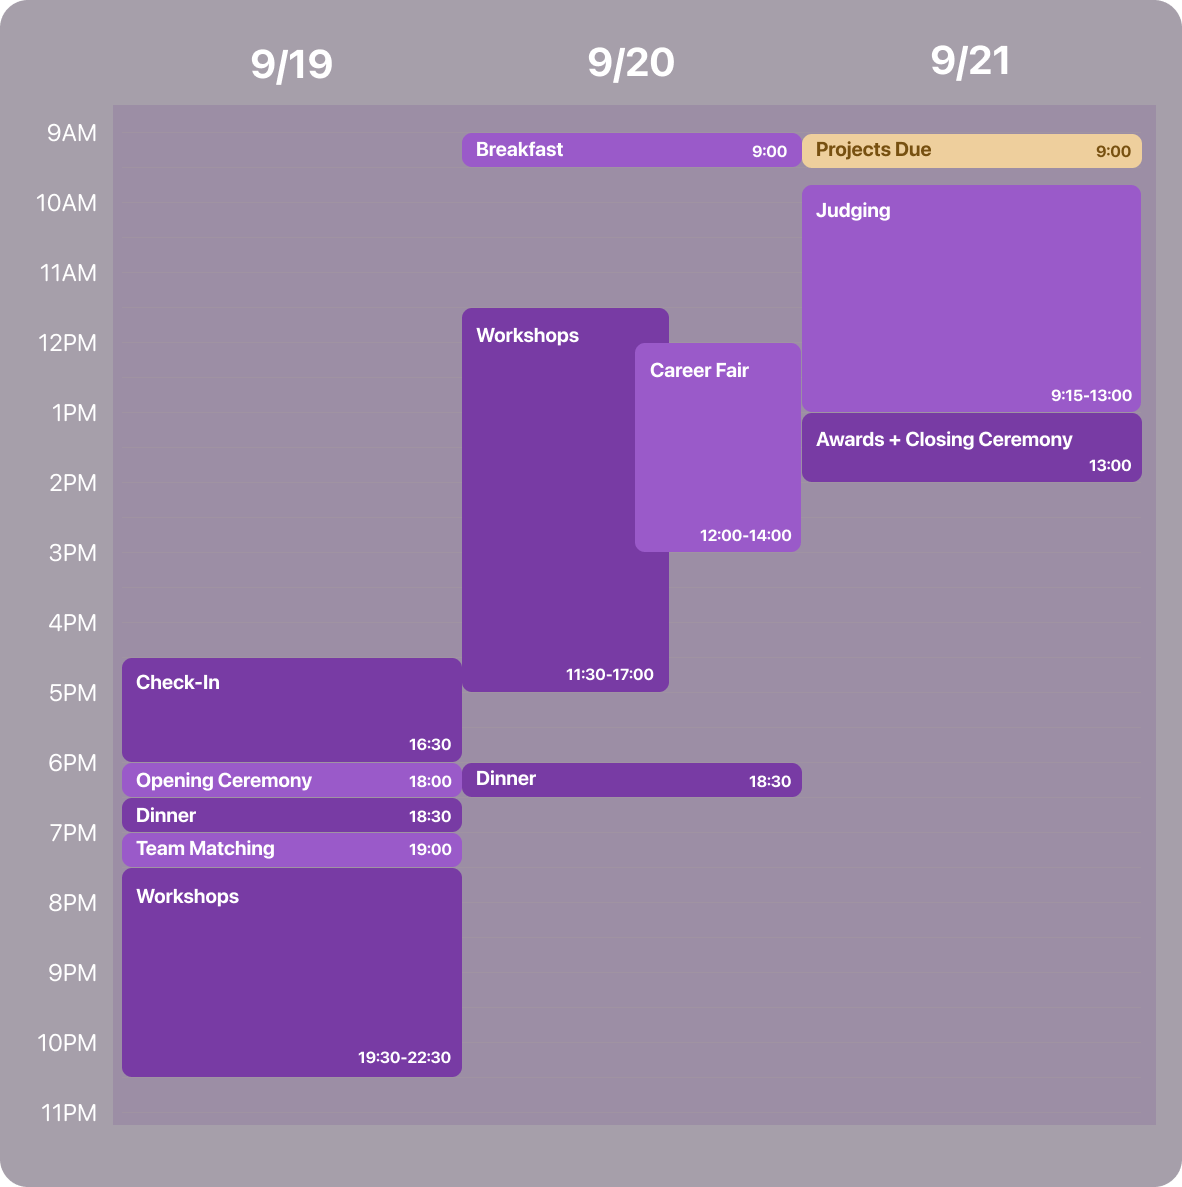 9/19
9/20
9/21
9AM
10AM
11AM
12PM
1PM
2PM
3PM
4PM
5PM
6PM
7PM
8PM
9PM
10PM
11PM
Check-In
16:30
Opening Ceremony 18:00
Dinner 18:30
Team Matching 19:00
Workshops
19:30-22:30
Breakfast 9:00
Workshops
11:30-17:00
Career Fair
12:00-14:00
Dinner 18:30
Projects Due 9:00
Judging
9:15-13:00
Awards + Closing Ceremony
13:00